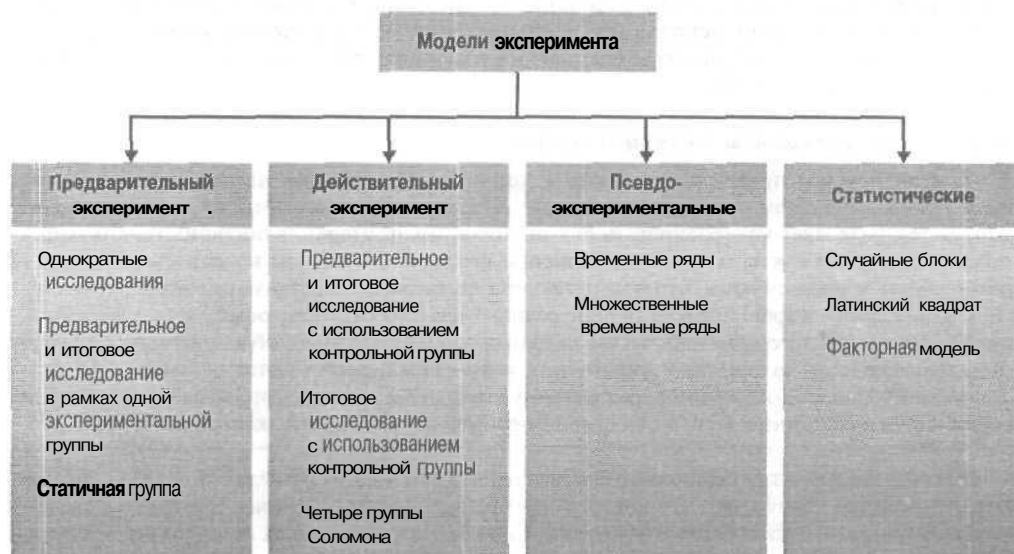 Модели эксперимента
Предварительный
эксперимент .
Однократные
исследования
Предварительное
и итоговое
исследование
в рамках одной
экспериментальной
группы
Статичная группа
Действительный
эксперимент
Предварительное
и итоговое
исследование
с использованием
контрольной группы
Итоговое
исследование
с использованием
контрольной группы
Четыре группы
Соломона
Псевдо-
экспериментальные
Временные ряды
Множественные
временные ряды
Статистические
Случайные блоки
Латинский квадрат
Факторная модель